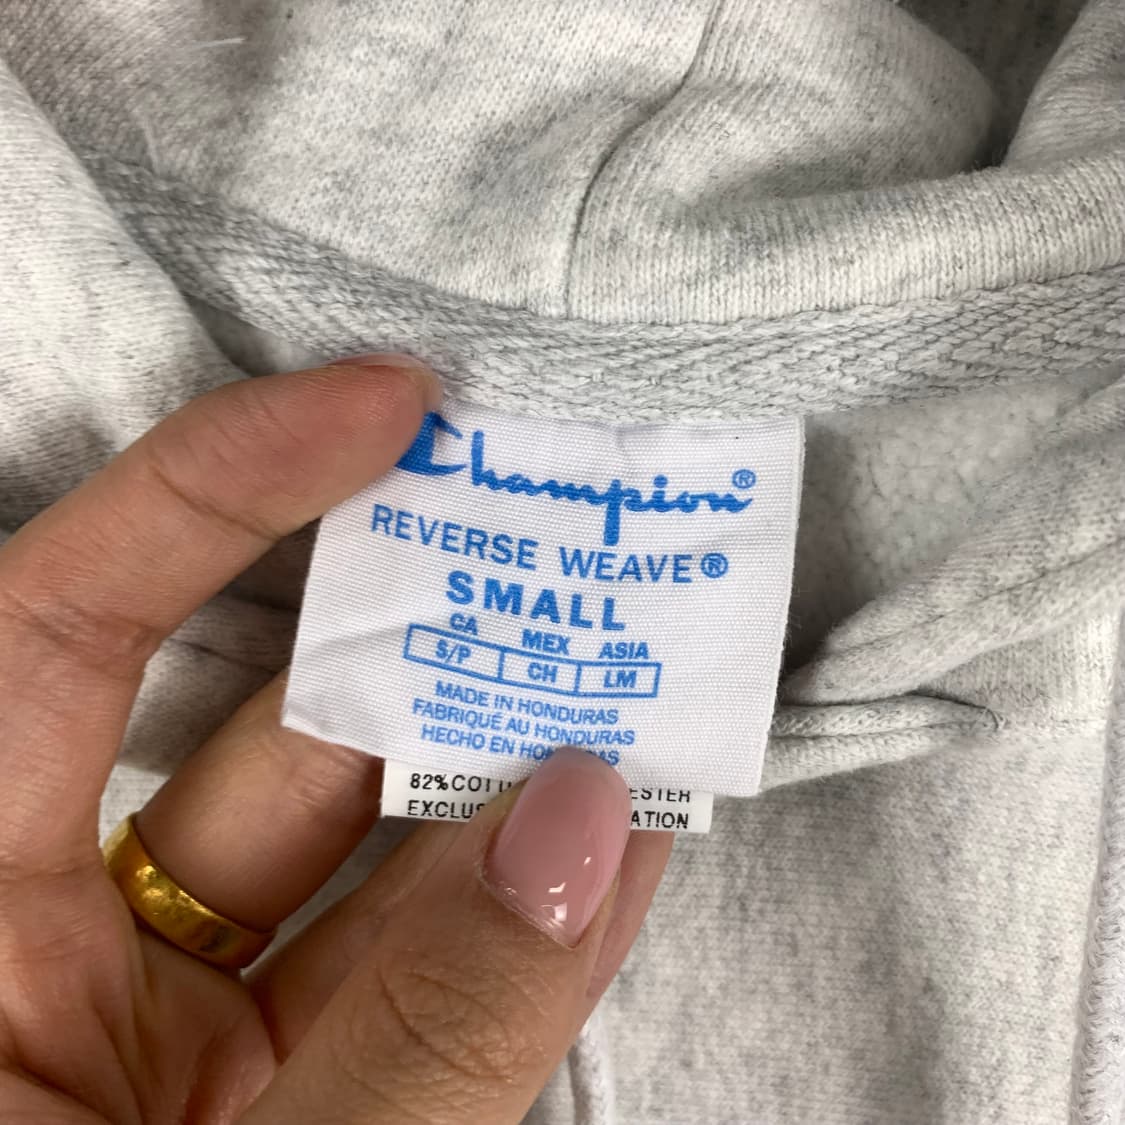 Champion®
REVERSE WEAVE®
SMALL
CA MEX ASIA
S/P CH LM
MADE IN HONDURAS
FABRIQUÉ AU HONDURAS
HECHO EN
82%